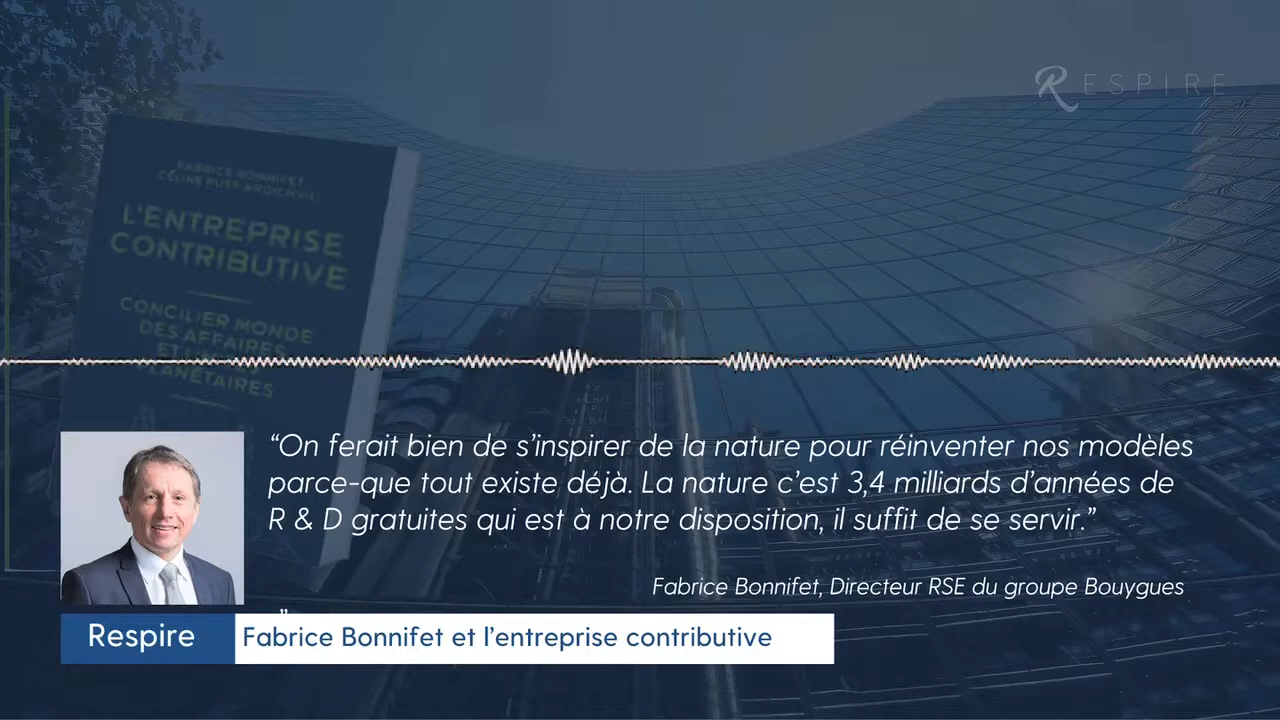 RESPIRE
FABRICE BONNIFET
L'ENTREPRISE
CONTRIBUTIVE
CONCILIER MONDE
DES AFFAIRES
ET
PLANÉTAIRES
“On ferait bien de s’inspirer de la nature pour réinventer nos modèles
parce-que tout existe déjà. La nature c’est 3,4 milliards d’années de
R & D gratuites qui est à notre disposition, il suffit de se servir.”
Fabrice Bonnifet, Directeur RSE du groupe Bouygues
”
Respire
Fabrice Bonnifet et l’entreprise contributive